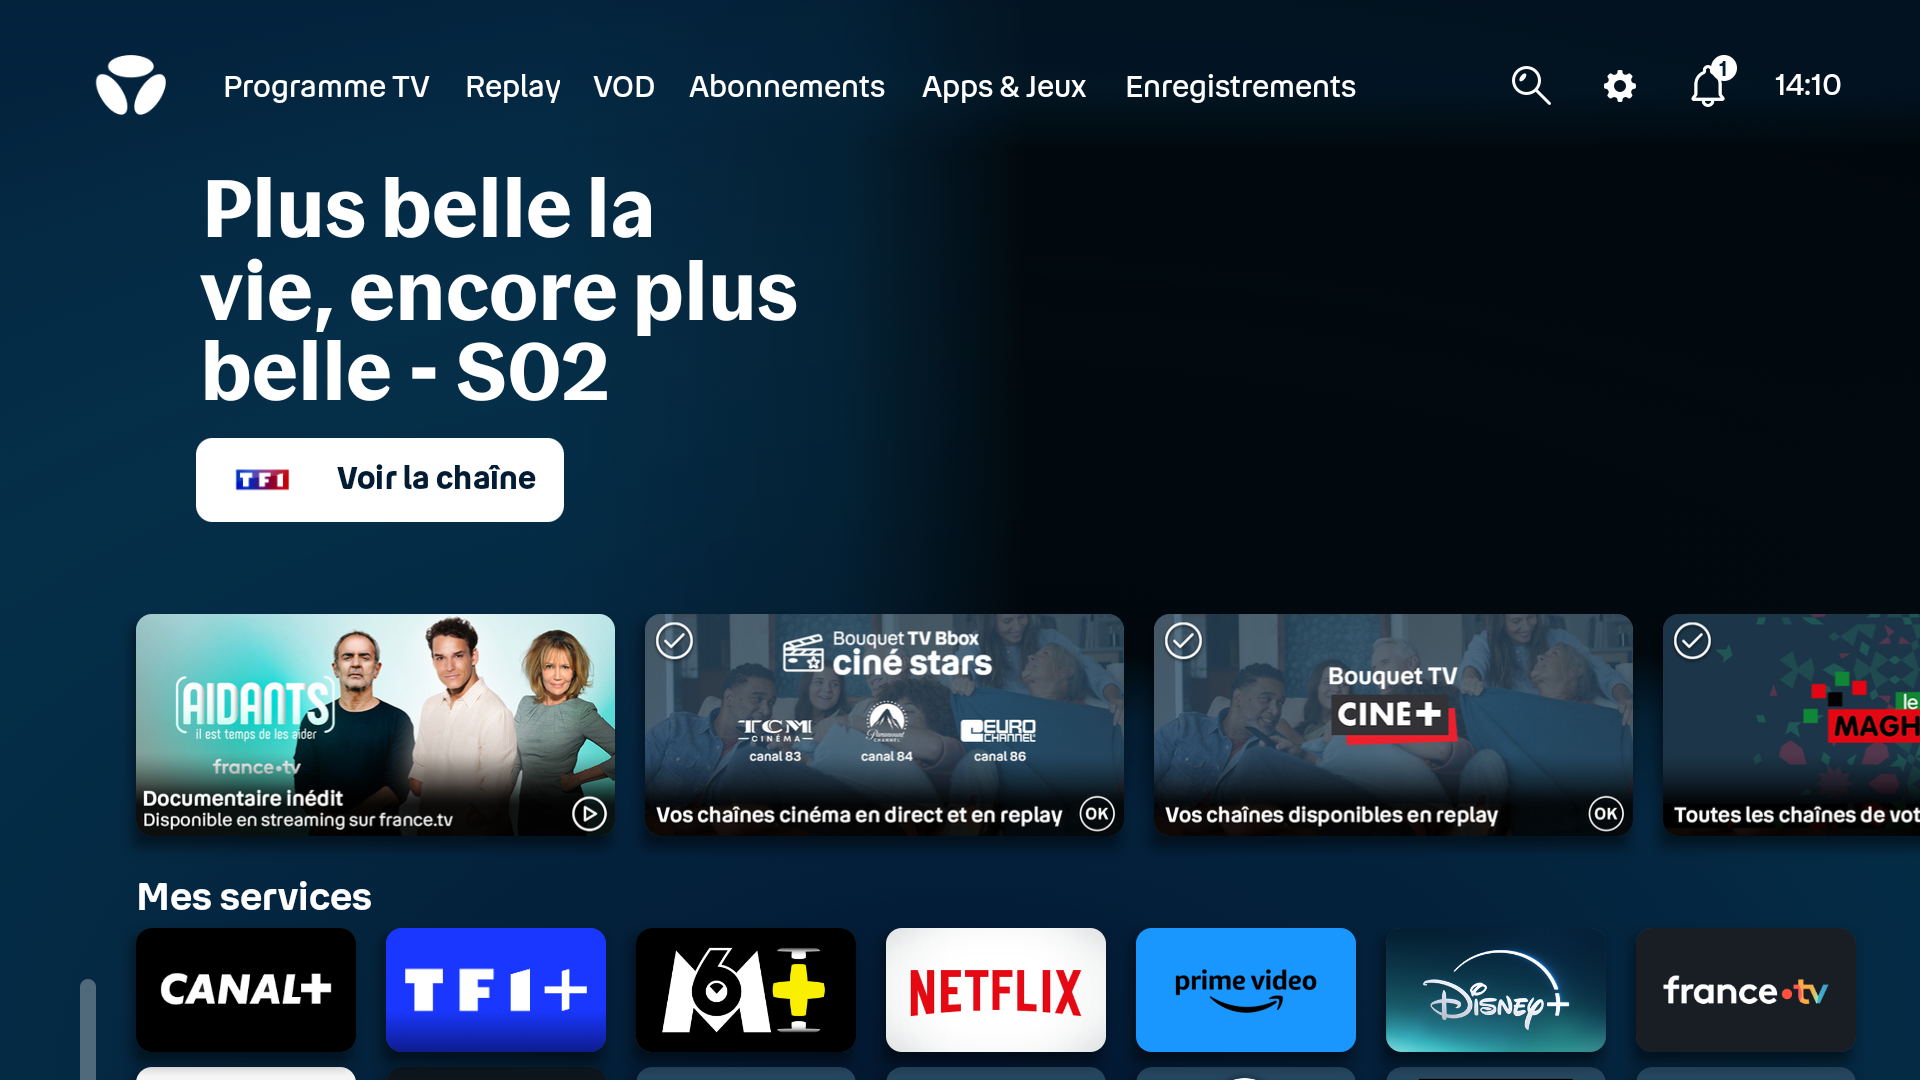 Programme TV Replay VOD Abonnements Apps & Jeux Enregistrements 1 14:10
Plus belle la
vie, encore plus
belle - S02
TF1 Voir la chaîne
AIDANTS
il est temps de les aider
france•tv
Documentaire inédit
Disponible en streaming sur france.tv
Bouquet TV Bbox
ciné stars
TCM
CINÉMA
canal 83
Paramount
CHANNEL
canal 84
EURO
CHANNEL
canal 86
Vos chaînes cinéma en direct et en replay OK
Bouquet TV
CINÉ+
Vos chaînes disponibles en replay OK
le
MAGH
Toutes les chaînes de vot
Mes services
CANAL+ TF1+ M6+ NETFLIX prime video Disney+ france•tv